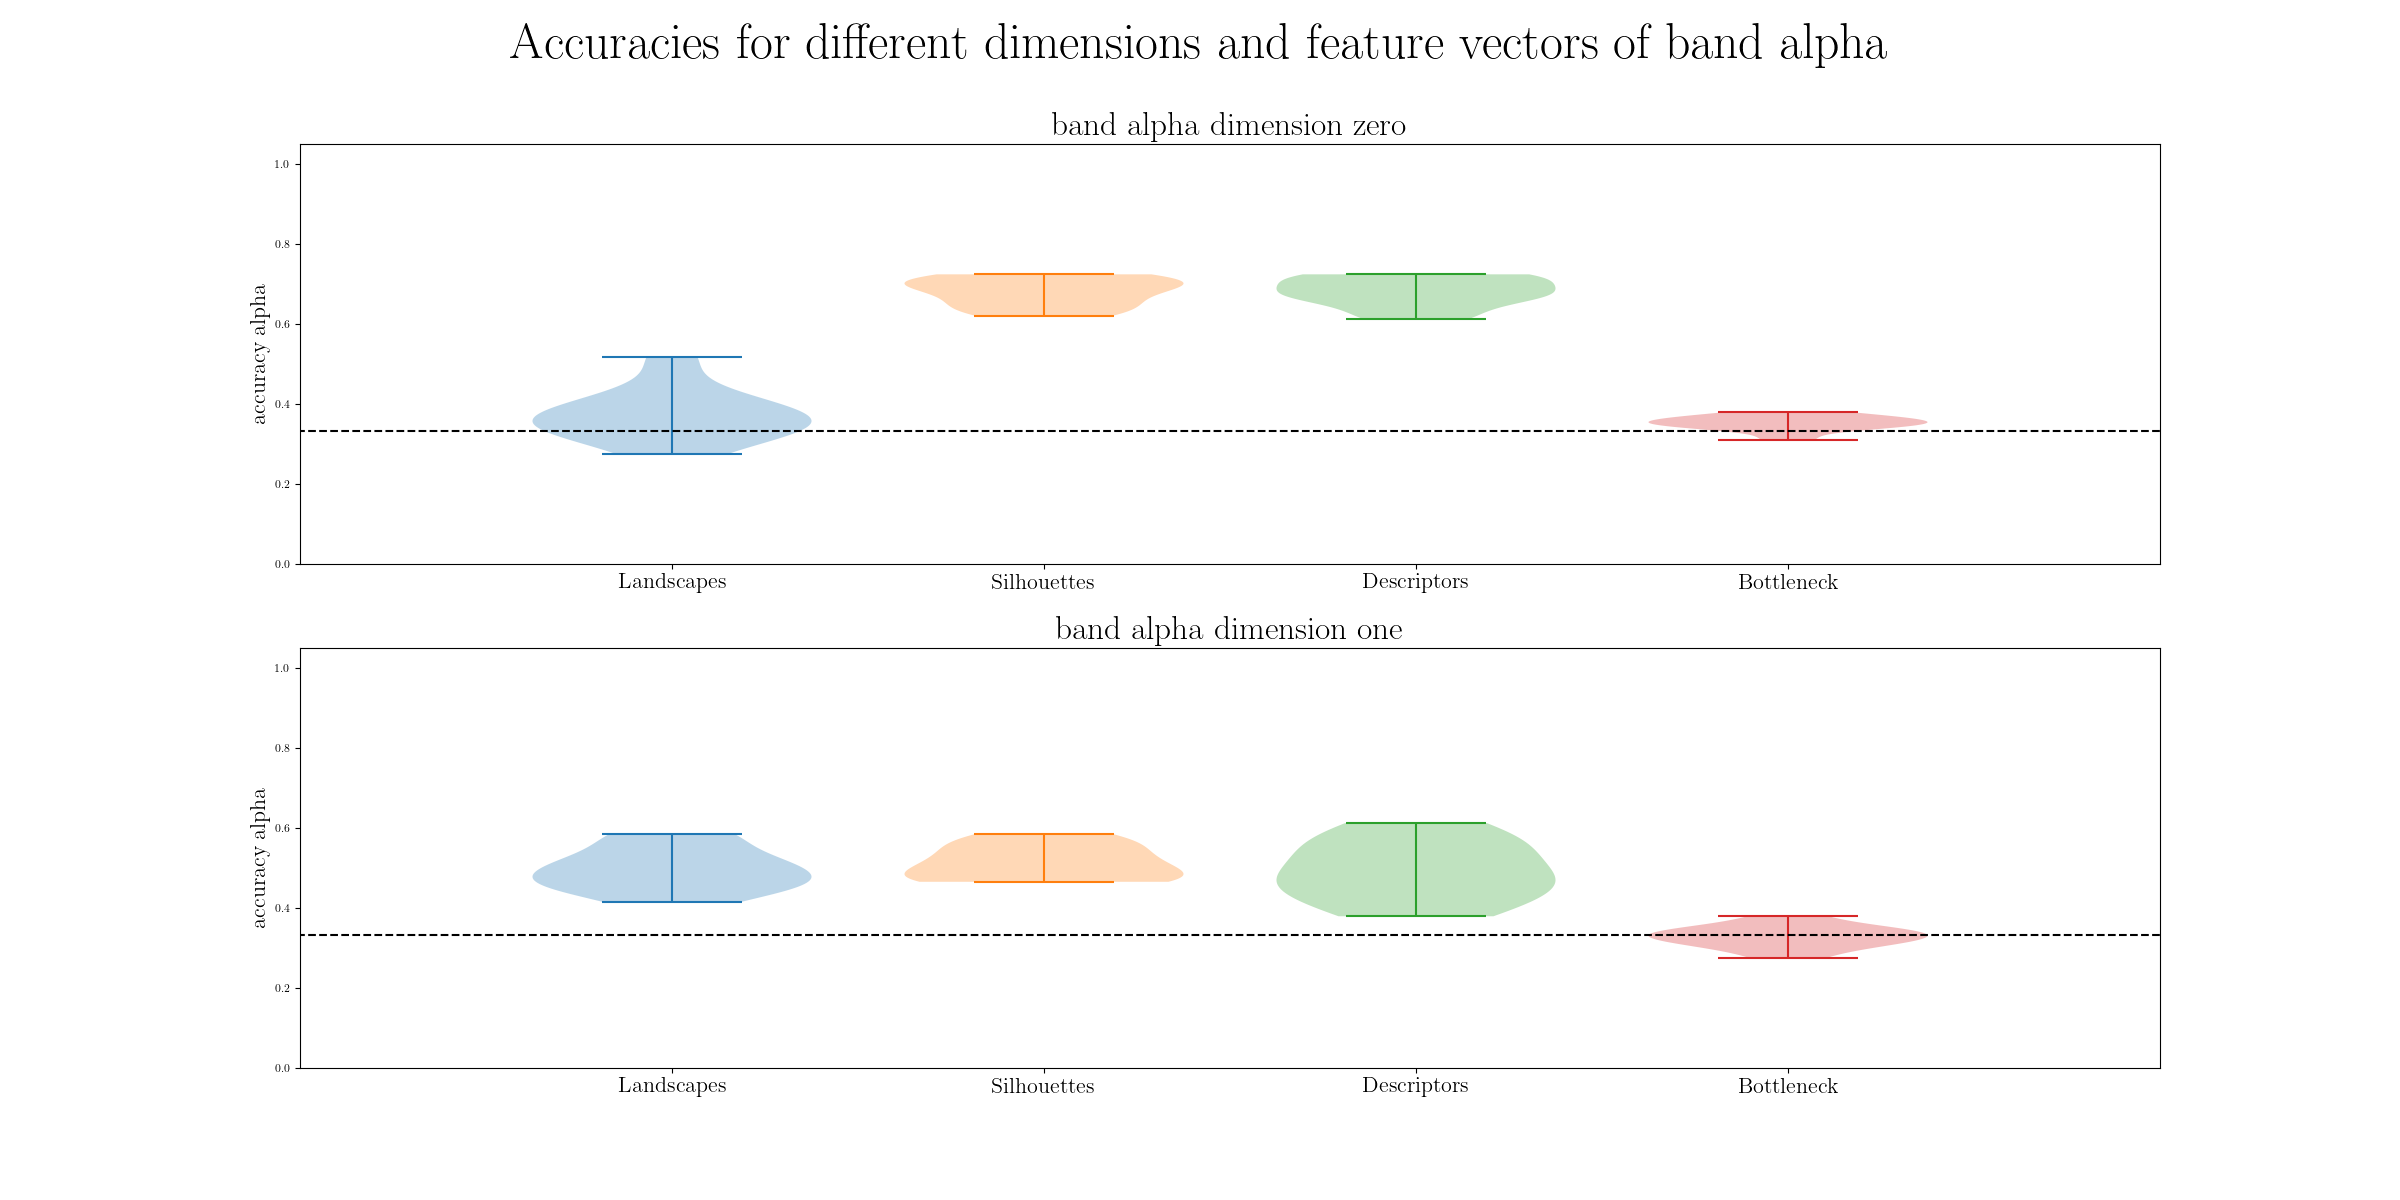 Accuracies for different dimensions and feature vectors of band alpha
band alpha dimension zero
accuracy alpha
1.0
0.8
0.6
0.4
0.2
0.0
Landscapes Silhouettes Descriptors Bottleneck
band alpha dimension one
accuracy alpha
1.0
0.8
0.6
0.4
0.2
0.0
Landscapes Silhouettes Descriptors Bottleneck